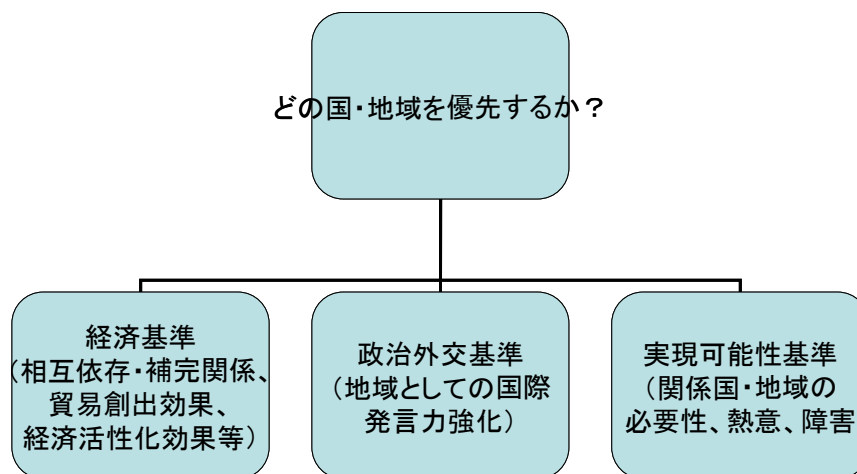 どの国・地域を優先するか？
経済基準
（相互依存・補完関係、
貿易創出効果、
経済活性化効果等）
政治外交基準
（地域としての国際
発言力強化）
実現可能性基準
（関係国・地域の
必要性、熱意、障害